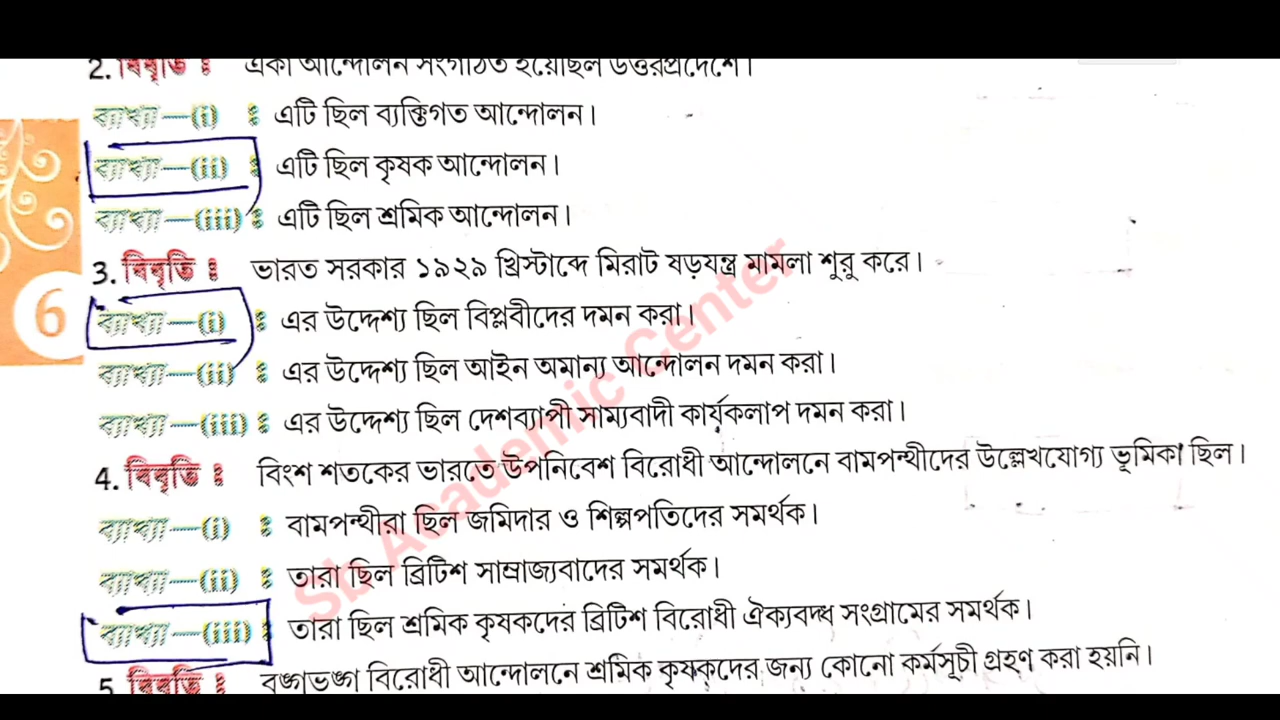 2. বিবৃতি : একা আন্দোলন সংগঠিত হয়েছিল উত্তরপ্রদেশে।
ব্যাখ্যা—(i) : এটি ছিল ব্যক্তিগত আন্দোলন।
ব্যাখ্যা—(ii) : এটি ছিল কৃষক আন্দোলন।
ব্যাখ্যা—(iii) : এটি ছিল শ্রমিক আন্দোলন।
3. বিবৃতি : ভারত সরকার ১৯২৯ খ্রিস্টাব্দে মিরাট ষড়যন্ত্র মামলা শুরু করে।
6
ব্যাখ্যা—(i) : এর উদ্দেশ্য ছিল বিপ্লবীদের দমন করা।
ব্যাখ্যা—(ii) : এর উদ্দেশ্য ছিল আইন অমান্য আন্দোলন দমন করা।
ব্যাখ্যা—(iii) : এর উদ্দেশ্য ছিল দেশব্যাপী সাম্যবাদী কার্যকলাপ দমন করা।
4. বিবৃতি : বিংশ শতকের ভারতে উপনিবেশ বিরোধী আন্দোলনে বামপন্থীদের উল্লেখযোগ্য ভূমিকা ছিল।
ব্যাখ্যা—(i) : বামপন্থীরা ছিল জমিদার ও শিল্পপতিদের সমর্থক।
ব্যাখ্যা—(ii) : তারা ছিল ব্রিটিশ সাম্রাজ্যবাদের সমর্থক।
ব্যাখ্যা—(iii) : তারা ছিল শ্রমিক কৃষকদের ব্রিটিশ বিরোধী ঐক্যবদ্ধ সংগ্রামের সমর্থক।
5. বিবৃতি : বঙ্গভঙ্গ বিরোধী আন্দোলনে শ্রমিক কৃষকদের জন্য কোনো কর্মসূচী গ্রহণ করা হয়নি।
Sb Academic Center